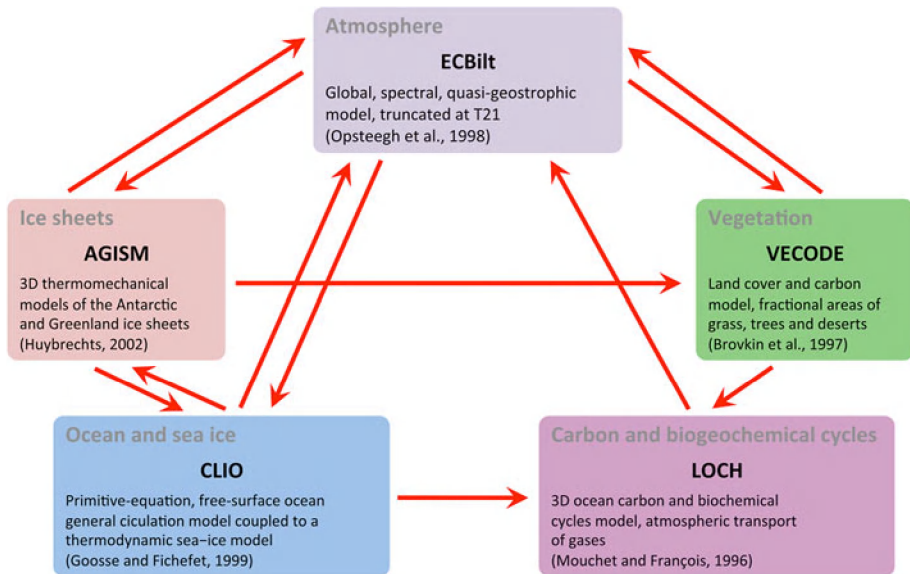 Atmosphere
ECBilt
Global, spectral, quasi-geostrophic
model, truncated at T21
(Opsteegh et al., 1998)
Ice sheets
AGISM
3D thermomechanical
models of the Antarctic
and Greenland ice sheets
(Huybrechts, 2002)
Vegetation
VECODE
Land cover and carbon
model, fractional areas of
grass, trees and deserts
(Brovkin et al., 1997)
Ocean and sea ice
CLIO
Primitive-equation, free-surface ocean
general ciculation model coupled to a
thermodynamic sea-ice model
(Goosse and Fichefet, 1999)
Carbon and biogeochemical cycles
LOCH
3D ocean carbon and biochemical
cycles model, atmospheric transport
of gases
(Mouchet and François, 1996)